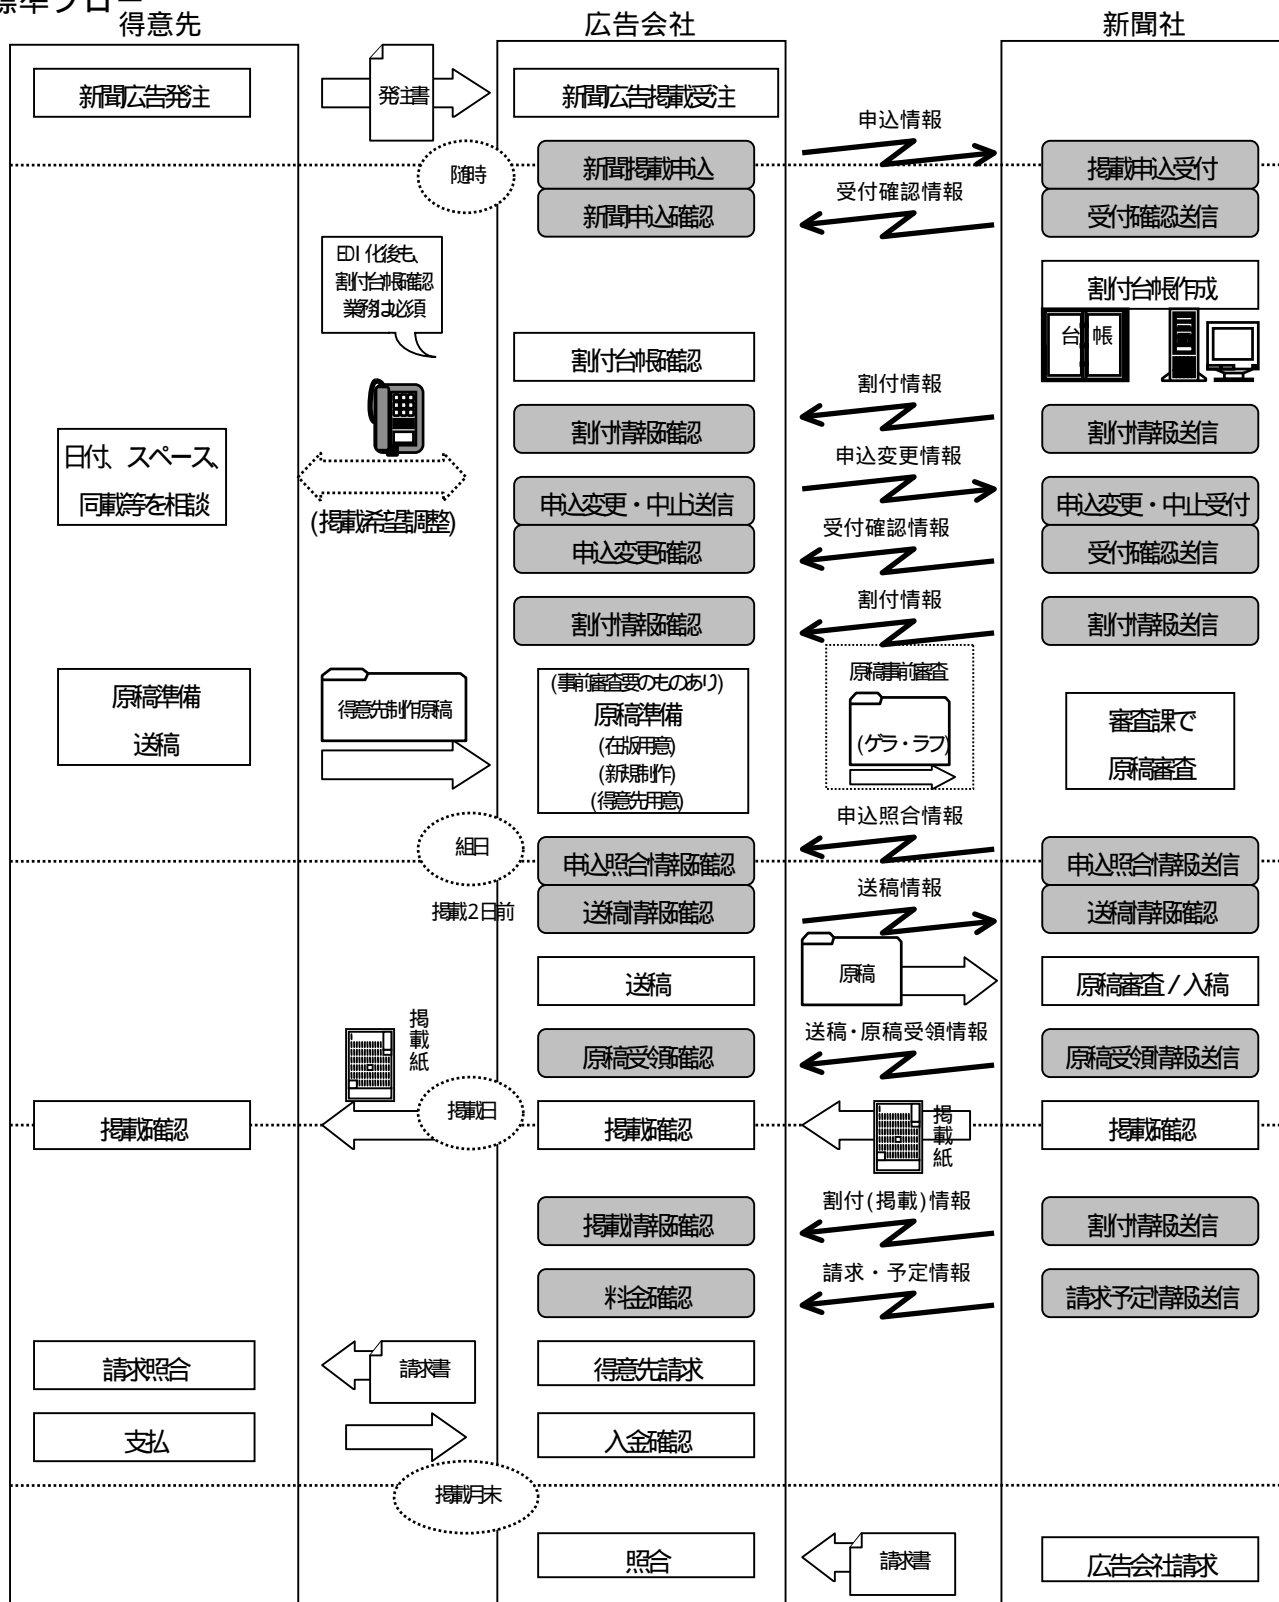 標準フロー
得意先
広告会社
新聞社
新聞広告発注
発注書
新聞広告掲載受注
申込情報
随時
新聞掲載申込
掲載申込受付
受付確認情報
新聞申込確認
受付確認送信
EDI 化後も、
割付台帳確認
業務は必須
割付台帳作成
台 帳
割付台帳確認
割付情報
割付情報確認
割付情報送信
日付、スペース、
同載等を相談
(掲載希望調整)
申込変更情報
申込変更・中止送信
申込変更・中止受付
受付確認情報
申込変更確認
受付確認送信
割付情報
割付情報確認
割付情報送信
原稿準備
送稿
得意先制作原稿
(事前審査要のものあり)
原稿準備
(在版用意)
(新規制作)
(得意先用意)
原稿事前審査
(ゲラ・ラフ)
審査課で
原稿審査
申込照合情報
組日
申込照合情報確認
申込照合情報送信
掲載2日前
送稿情報
送稿情報確認
送稿情報確認
送稿
原稿
原稿審査/入稿
掲載紙
送稿・原稿受領情報
原稿受領確認
原稿受領情報送信
掲載確認
掲載日
掲載確認
掲載紙
掲載確認
割付(掲載)情報
掲載情報確認
割付情報送信
請求・予定情報
料金確認
請求予定情報送信
請求照合
請求書
得意先請求
支払
入金確認
掲載月末
照合
請求書
広告会社請求